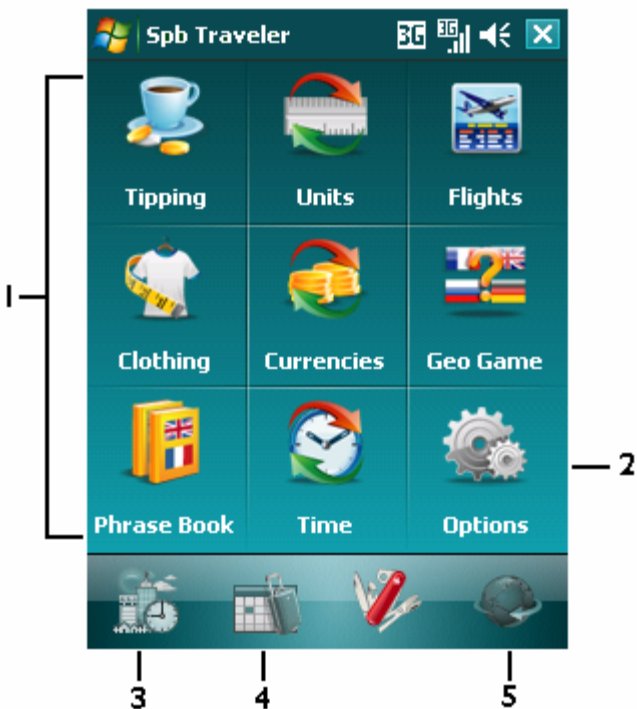 Spb Traveler 3G 3G
Tipping Units Flights
1
Clothing Currencies Geo Game
2
Phrase Book Time Options
3 4 5